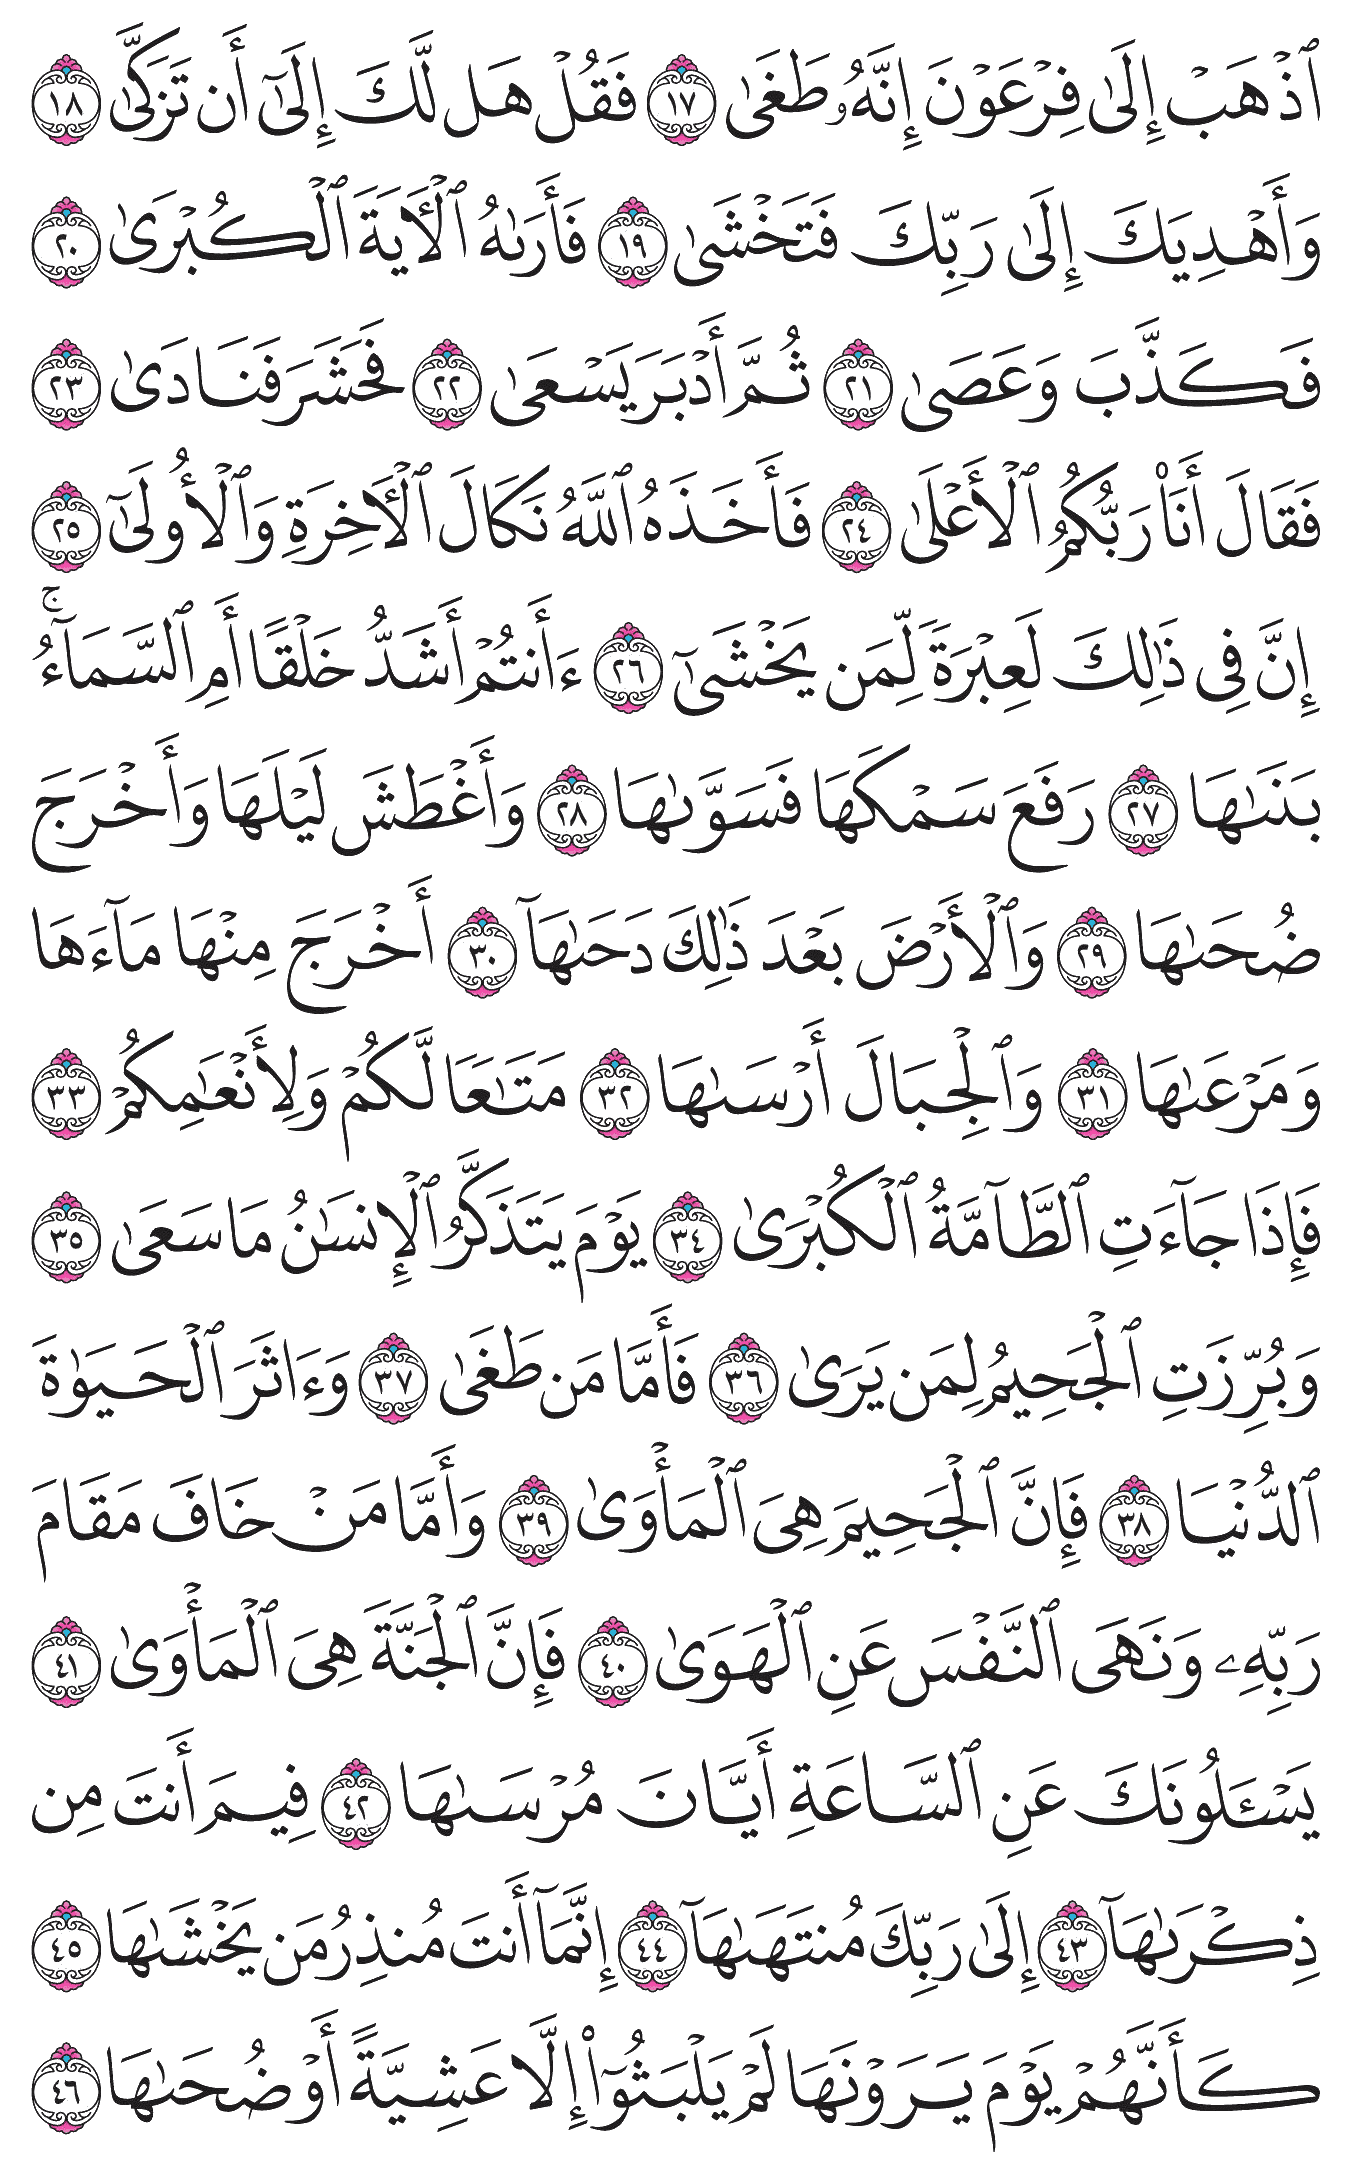 ٱذْهَبْ إِلَىٰ فِرْعَوْنَ إِنَّهُۥ طَغَىٰ ١٧ فَقُلْ هَل لَّكَ إِلَىٰٓ أَن تَزَكَّىٰ ١٨
وَأَهْدِيَكَ إِلَىٰ رَبِّكَ فَتَخْشَىٰ ١٩ فَأَرَىٰهُ ٱلْـَٔايَةَ ٱلْكُبْرَىٰ ٢٠
فَكَذَّبَ وَعَصَىٰ ٢١ ثُمَّ أَدْبَرَ يَسْعَىٰ ٢٢ فَحَشَرَ فَنَادَىٰ ٢٣
فَقَالَ أَنَا۠ رَبُّكُمُ ٱلْأَعْلَىٰ ٢٤ فَأَخَذَهُ ٱللَّهُ نَكَالَ ٱلْـَٔاخِرَةِ وَٱلْأُولَىٰٓ ٢٥
إِنَّ فِى ذَٰلِكَ لَعِبْرَةً لِّمَن يَخْشَىٰٓ ٢٦ ءَأَنتُمْ أَشَدُّ خَلْقًا أَمِ ٱلسَّمَآءُ ۚ
بَنَىٰهَا ٢٧ رَفَعَ سَمْكَهَا فَسَوَّىٰهَا ٢٨ وَأَغْطَشَ لَيْلَهَا وَأَخْرَجَ
ضُحَىٰهَا ٢٩ وَٱلْأَرْضَ بَعْدَ ذَٰلِكَ دَحَىٰهَآ ٣٠ أَخْرَجَ مِنْهَا مَآءَهَا
وَمَرْعَىٰهَا ٣١ وَٱلْجِبَالَ أَرْسَىٰهَا ٣٢ مَتَـٰعًا لَّكُمْ وَلِأَنْعَـٰمِكُمْ ٣٣
فَإِذَا جَآءَتِ ٱلطَّآمَّةُ ٱلْكُبْرَىٰ ٣٤ يَوْمَ يَتَذَكَّرُ ٱلْإِنسَـٰنُ مَا سَعَىٰ ٣٥
وَبُرِّزَتِ ٱلْجَحِيمُ لِمَن يَرَىٰ ٣٦ فَأَمَّا مَن طَغَىٰ ٣٧ وَءَاثَرَ ٱلْحَيَوٰةَ
ٱلدُّنْيَا ٣٨ فَإِنَّ ٱلْجَحِيمَ هِىَ ٱلْمَأْوَىٰ ٣٩ وَأَمَّا مَنْ خَافَ مَقَامَ
رَبِّهِۦ وَنَهَى ٱلنَّفْسَ عَنِ ٱلْهَوَىٰ ٤٠ فَإِنَّ ٱلْجَنَّةَ هِىَ ٱلْمَأْوَىٰ ٤١
يَسْـَٔلُونَكَ عَنِ ٱلسَّاعَةِ أَيَّانَ مُرْسَىٰهَا ٤٢ فِيمَ أَنتَ مِن
ذِكْرَىٰهَآ ٤٣ إِلَىٰ رَبِّكَ مُنتَهَىٰهَآ ٤٤ إِنَّمَآ أَنتَ مُنذِرُ مَن يَخْشَىٰهَا ٤٥
كَأَنَّهُمْ يَوْمَ يَرَوْنَهَا لَمْ يَلْبَثُوٓا۟ إِلَّا عَشِيَّةً أَوْ ضُحَىٰهَا ٤٦